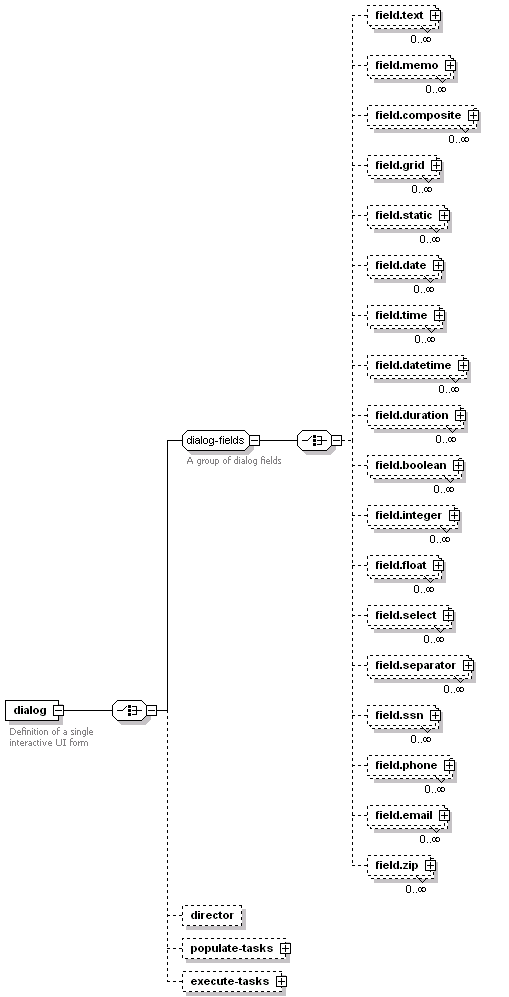 field.text
0..∞
field.memo
0..∞
field.composite
0..∞
field.grid
0..∞
field.static
0..∞
field.date
0..∞
field.time
0..∞
field.datetime
0..∞
field.duration
0..∞
dialog-fields
A group of dialog fields
field.boolean
0..∞
field.integer
0..∞
field.float
0..∞
field.select
0..∞
field.separator
0..∞
dialog
Definition of a single
interactive UI form
field.ssn
0..∞
field.phone
0..∞
field.email
0..∞
field.zip
0..∞
director
populate-tasks
execute-tasks